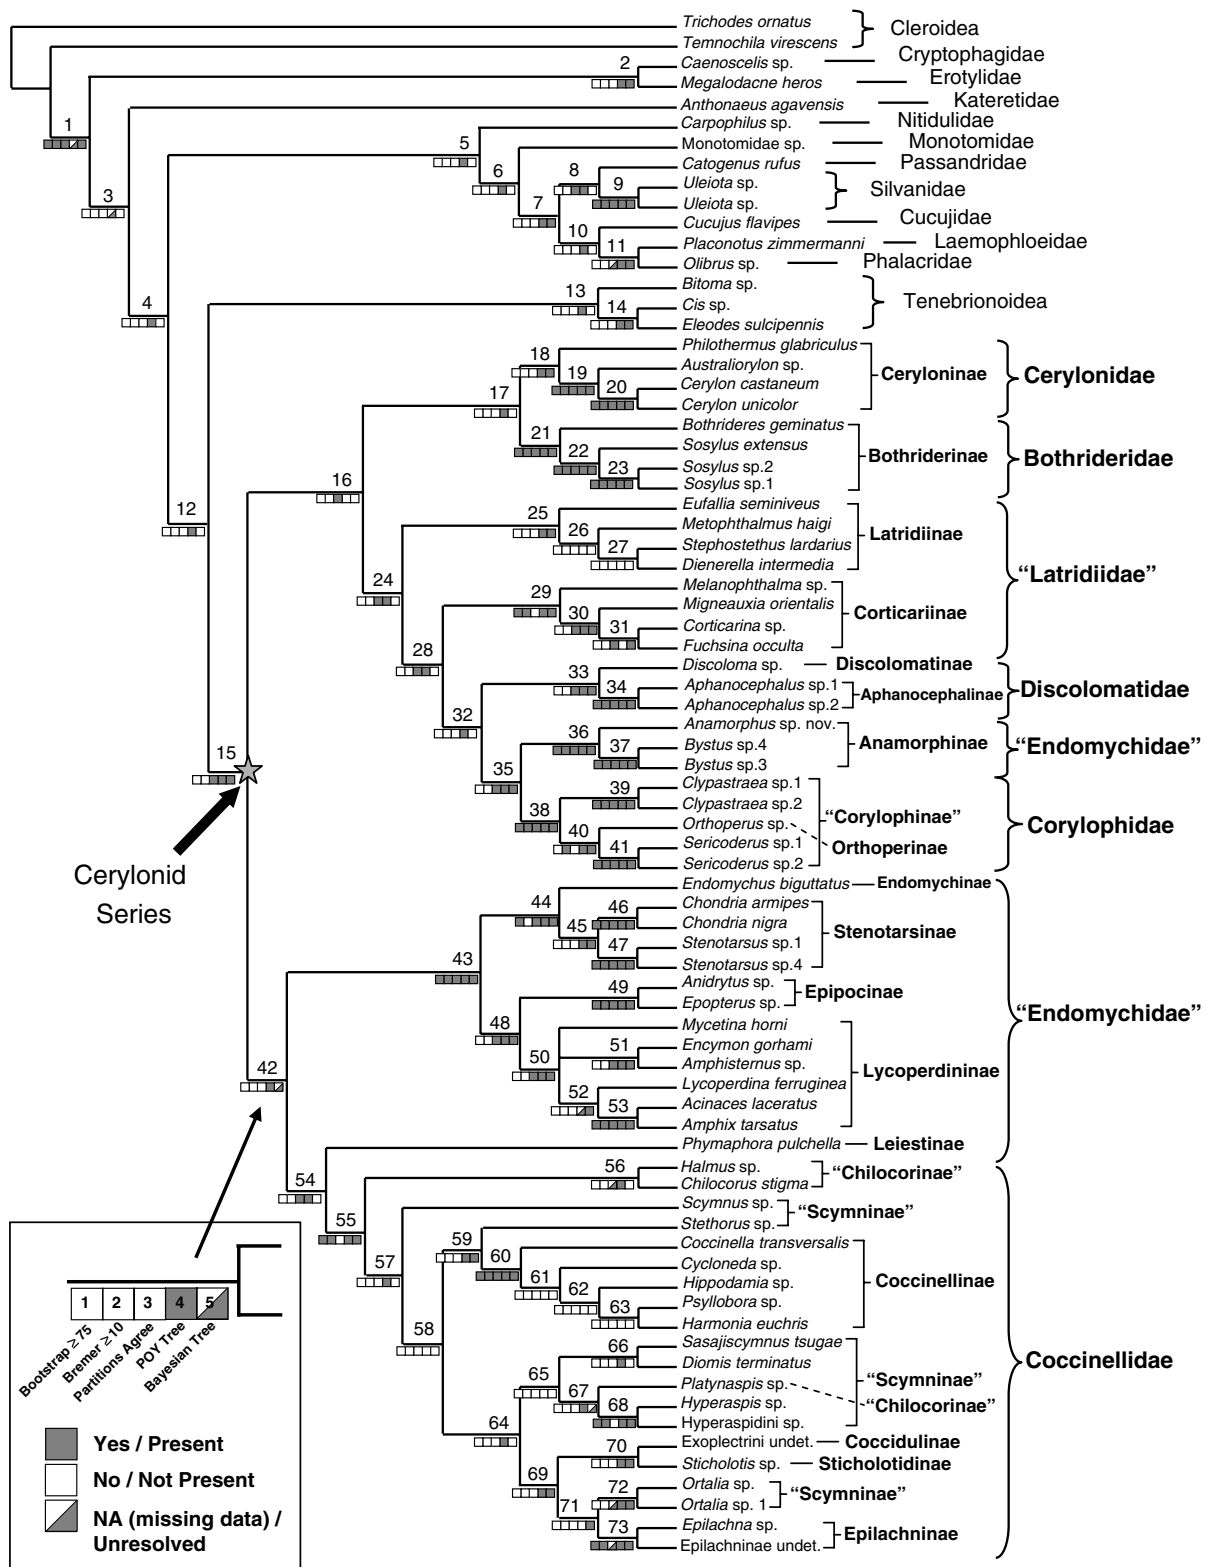 Trichodes ornatus
Cleroidea
Temnochila virescens
2 Caenoscelis sp. Cryptophagidae
Megalodacne heros Erotylidae
1 Anthonaeus agavensis Kateretidae
5 Carpophilus sp. Nitidulidae
Monotomidae sp. Monotomidae
6 8 Catogenus rufus Passandridae
3 9 Uleiota sp. Silvanidae
7 Uleiota sp.
10 Cucujus flavipes Cucujidae
11 Placonotus zimmermanni Laemophloeidae
Olibrus sp. Phalacridae
13 Bitoma sp.
4 14 Cis sp. Tenebrionoidea
Eleodes sulcipennis
18 Philothermus glabriculus
19 Australiorylon sp. Ceryloninae Cerylonidae
17 20 Cerylon castaneum
Cerylon unicolor
21 Bothrideres geminatus
22 Sosylus extensus Bothriderinae Bothrideridae
23 Sosylus sp.2
16 Sosylus sp.1
12 25 Eufallia seminiveus
26 Metophthalmus haigi Latridiinae
27 Stephostethus lardarius
Dienerella intermedia “Latridiidae”
24 29 Melanophthalma sp.
30 Migneauxia orientalis Corticariinae
31 Corticarina sp.
28 Fuchsina occulta
33 Discoloma sp. Discolomatinae
34 Aphanocephalus sp.1 Aphanocephalinae Discolomatidae
Aphanocephalus sp.2
32 36 Anamorphus sp. nov.
37 Bystus sp.4 Anamorphinae “Endomychidae”
15 Bystus sp.3
35 39 Clypastraea sp.1
Clypastraea sp.2 “Corylophinae”
38 40 Orthoperus sp. Orthoperinae Corylophidae
41 Sericoderus sp.1
Sericoderus sp.2
Cerylonid
Series
Endomychus biguttatus Endomychinae
44 46 Chondria armipes
45 Chondria nigra Stenotarsinae
47 Stenotarsus sp.1
43 Stenotarsus sp.4
49 Anidrytus sp. Epipocinae
Epopterus sp. “Endomychidae”
48 Mycetina horni
50 51 Encymon gorhami
Amphisternus sp. Lycoperdininae
42 52 Lycoperdina ferruginea
53 Acinaces laceratus
Amphix tarsatus
Phymaphora pulchella Leiestinae
54 56 Halmus sp. “Chilocorinae”
Chilocorus stigma
55 Scymnus sp. “Scymninae”
59 Stethorus sp.
57 60 Coccinella transversalis
61 Cycloneda sp.
62 Hippodamia sp. Coccinellinae
63 Psyllobora sp.
Harmonia euchris
58 66 Sasajiscymnus tsugae Coccinellidae
65 Diomis terminatus “Scymninae”
67 Platynaspis sp. “Chilocorinae”
68 Hyperaspis sp.
64 Hyperaspidini sp.
70 Exoplectrini undet. Coccidulinae
69 Sticholotis sp. Sticholotidinae
72 Ortalia sp. “Scymninae”
71 Ortalia sp. 1
73 Epilachna sp. Epilachninae
Epilachninae undet.
1 2 3 4 5
Bootstrap ≥ 75
Bremer ≥ 10
Partitions Agree
POY Tree
Bayesian Tree
Yes / Present
No / Not Present
NA (missing data) /
Unresolved